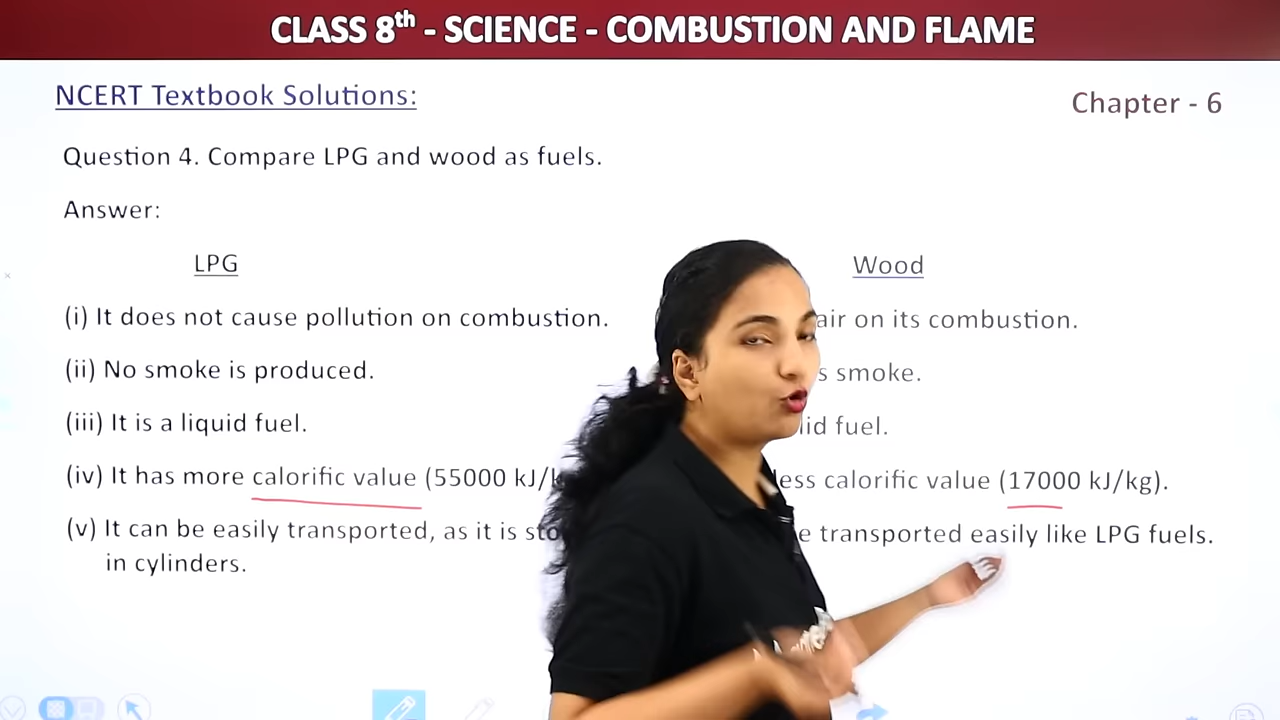 CLASS 8th - SCIENCE - COMBUSTION AND FLAME
NCERT Textbook Solutions:
Chapter - 6
Question 4. Compare LPG and wood as fuels.
Answer:
LPG
Wood
(i) It does not cause pollution on combustion.
air on its combustion.
(ii) No smoke is produced.
smoke.
(iii) It is a liquid fuel.
fuel.
(iv) It has more calorific value (55000 kJ/
calorific value (17000 kJ/kg).
(v) It can be easily transported, as it is
transported easily like LPG fuels.
in cylinders.